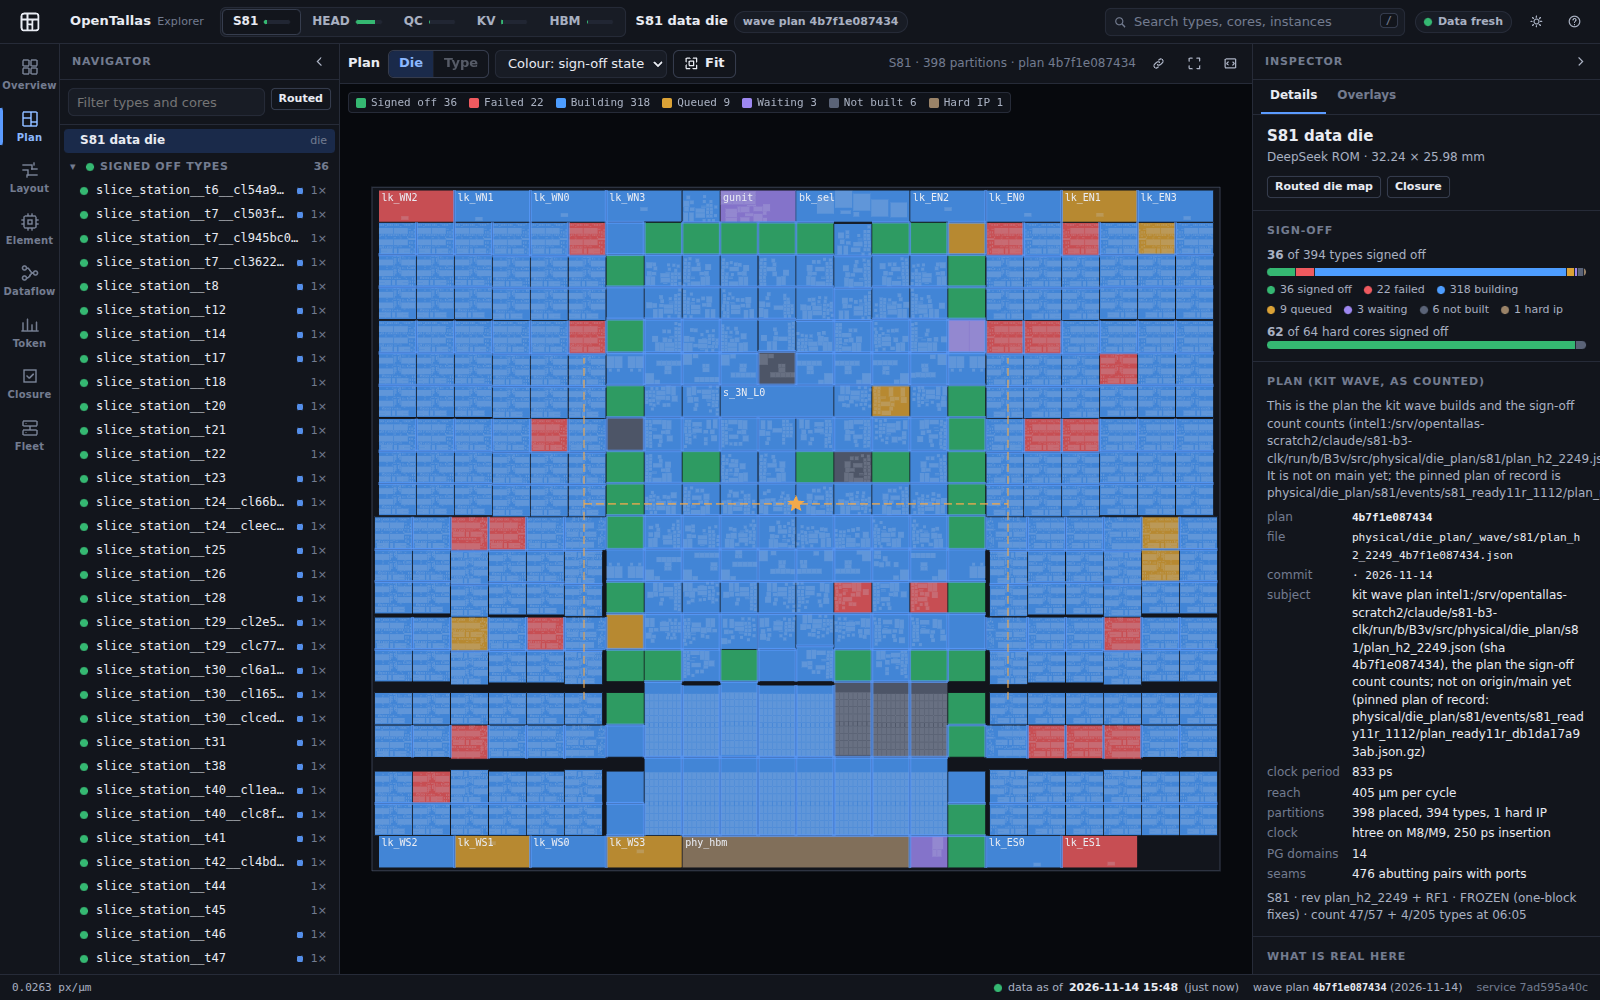 OpenTallas Explorer
S81 HEAD QC KV HBM
S81 data die wave plan 4b7f1e087434
Search types, cores, instances /
Data fresh
Overview
Plan
Layout
Element
Dataflow
Token
Closure
Fleet
NAVIGATOR
Filter types and cores Routed
S81 data die die
SIGNED OFF TYPES 36
slice_station__t6__cl54a9… 1×
slice_station__t7__cl503f… 1×
slice_station__t7__cl945bc0… 1×
slice_station__t7__cl3622… 1×
slice_station__t8 1×
slice_station__t12 1×
slice_station__t14 1×
slice_station__t17 1×
slice_station__t18 1×
slice_station__t20 1×
slice_station__t21 1×
slice_station__t22 1×
slice_station__t23 1×
slice_station__t24__cl66b… 1×
slice_station__t24__cleec… 1×
slice_station__t25 1×
slice_station__t26 1×
slice_station__t28 1×
slice_station__t29__cl2e5… 1×
slice_station__t29__clc77… 1×
slice_station__t30__cl6a1… 1×
slice_station__t30__cl165… 1×
slice_station__t30__clced… 1×
slice_station__t31 1×
slice_station__t38 1×
slice_station__t40__cl1ea… 1×
slice_station__t40__clc8f… 1×
slice_station__t41 1×
slice_station__t42__cl4bd… 1×
slice_station__t44 1×
slice_station__t45 1×
slice_station__t46 1×
slice_station__t47 1×
Plan Die Type Colour: sign-off state Fit
S81 · 398 partitions · plan 4b7f1e087434
Signed off 36 Failed 22 Building 318 Queued 9 Waiting 3 Not built 6 Hard IP 1
lk_WN2 lk_WN1 lk_WN0 lk_WN3 gunit bk_sel lk_EN2 lk_EN0 lk_EN1 lk_EN3
s_3N_L0
lk_WS2 lk_WS1 lk_WS0 lk_WS3 phy_hbm lk_ES0 lk_ES1
INSPECTOR
Details Overlays
S81 data die
DeepSeek ROM · 32.24 × 25.98 mm
Routed die map Closure
SIGN-OFF
36 of 394 types signed off
36 signed off 22 failed 318 building
9 queued 3 waiting 6 not built 1 hard ip
62 of 64 hard cores signed off
PLAN (KIT WAVE, AS COUNTED)
This is the plan the kit wave builds and the sign-off
count counts (intel1:/srv/opentallas-
scratch2/claude/s81-b3-
clk/run/b/B3v/src/physical/die_plan/s81/plan_h2_2249.js
It is not on main yet; the pinned plan of record is
physical/die_plan/s81/events/s81_ready11r_1112/plan_
plan 4b7f1e087434
file physical/die_plan/_wave/s81/plan_h
2_2249_4b7f1e087434.json
commit · 2026-11-14
subject kit wave plan intel1:/srv/opentallas-
scratch2/claude/s81-b3-
clk/run/b/B3v/src/physical/die_plan/s8
1/plan_h2_2249.json (sha
4b7f1e087434), the plan the sign-off
count counts; not on origin/main yet
(pinned plan of record:
physical/die_plan/s81/events/s81_read
y11r_1112/plan_ready11r_db1da17a9
3ab.json.gz)
clock period 833 ps
reach 405 μm per cycle
partitions 398 placed, 394 types, 1 hard IP
clock htree on M8/M9, 250 ps insertion
PG domains 14
seams 476 abutting pairs with ports
S81 · rev plan_h2_2249 + RF1 · FROZEN (one-block
fixes) · count 47/57 + 4/205 types at 06:05
WHAT IS REAL HERE
0.0263 px/μm
data as of 2026-11-14 15:48 (just now) wave plan 4b7f1e087434 (2026-11-14) service 7ad595a40c